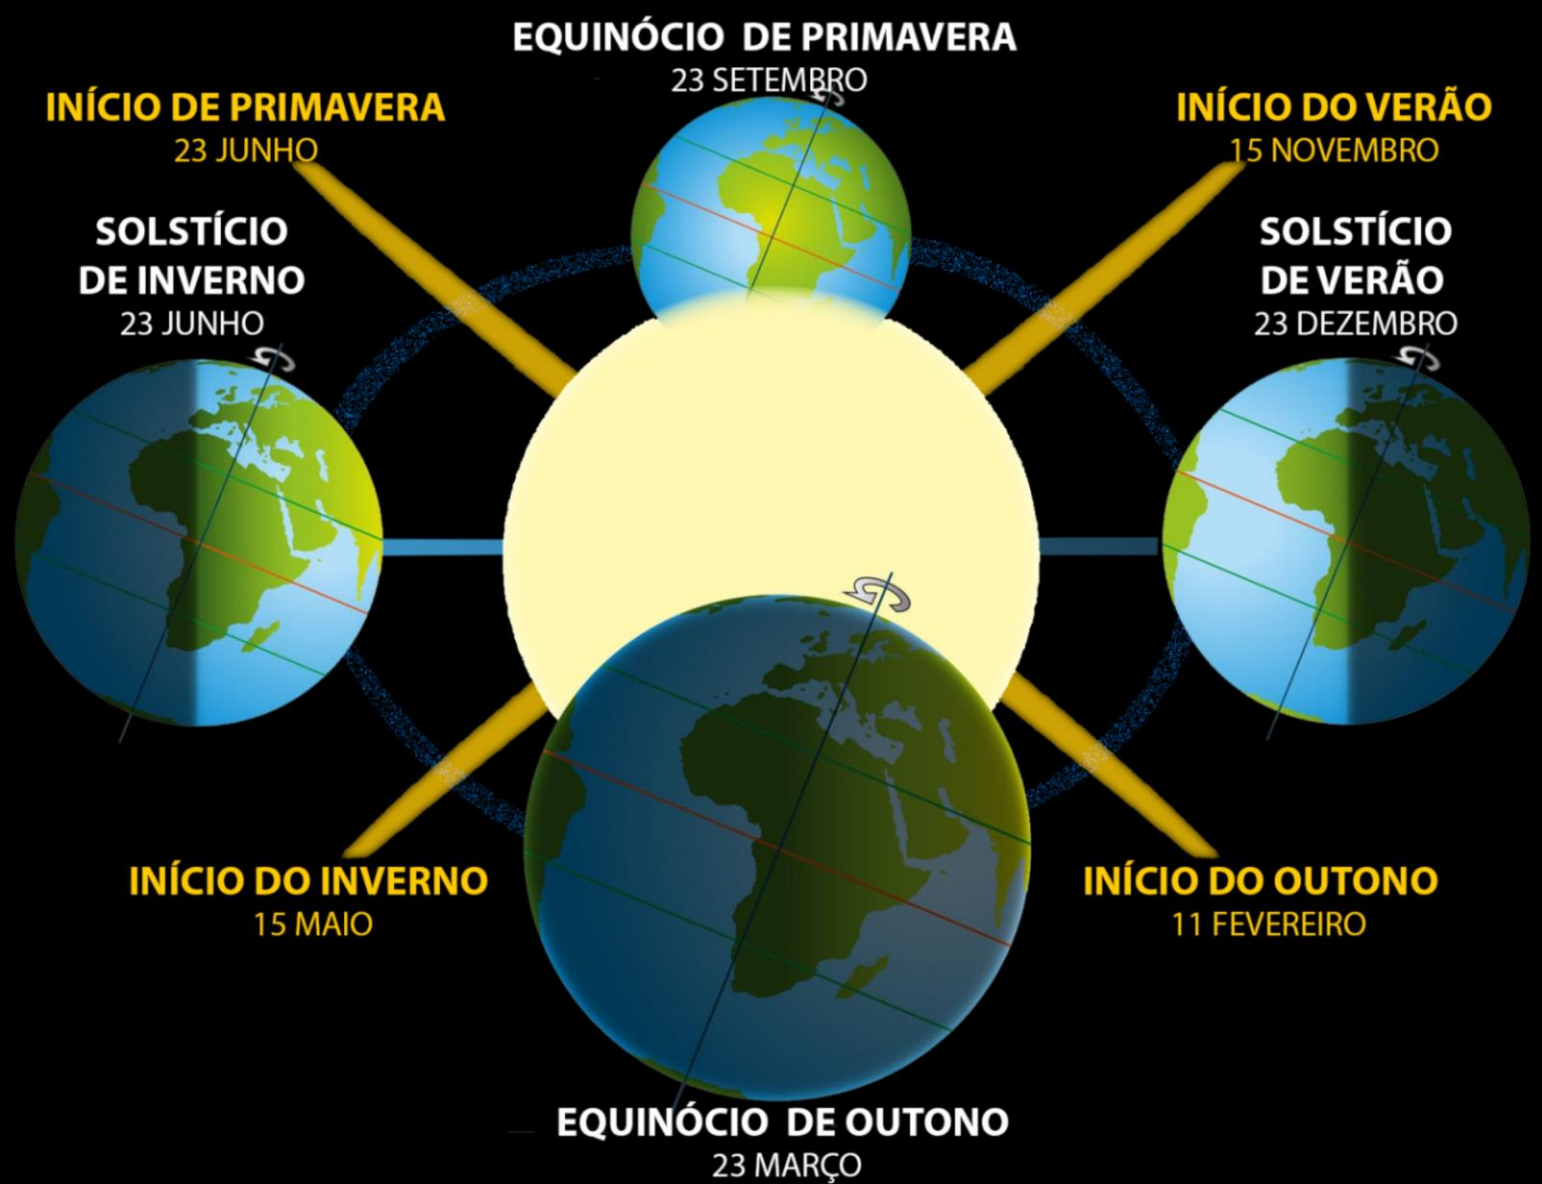 EQUINÓCIO DE PRIMAVERA
23 SETEMBRO
INÍCIO DE PRIMAVERA
23 JUNHO
INÍCIO DO VERÃO
15 NOVEMBRO
SOLSTÍCIO
DE INVERNO
23 JUNHO
SOLSTÍCIO
DE VERÃO
23 DEZEMBRO
INÍCIO DO INVERNO
15 MAIO
INÍCIO DO OUTONO
11 FEVEREIRO
EQUINÓCIO DE OUTONO
23 MARÇO